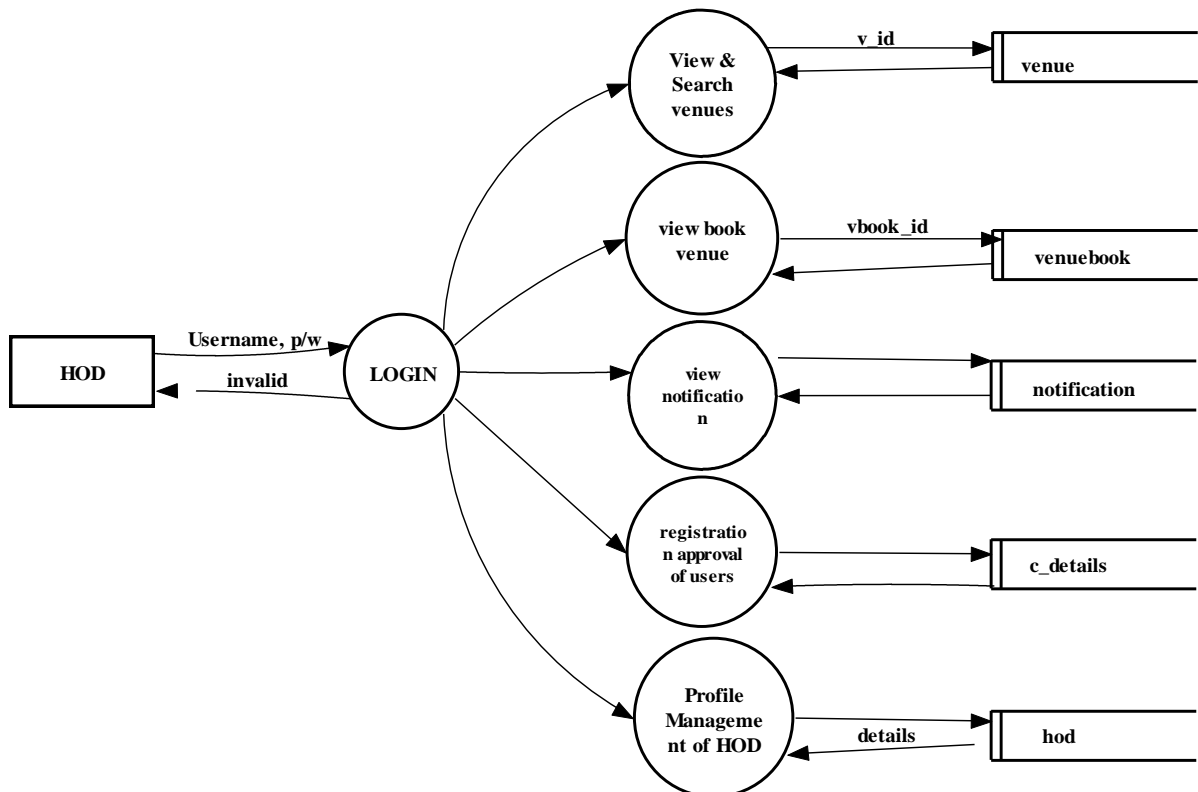 View &
Search
venues
v_id
venue
view book
venue
vbook_id
venuebook
HOD
Username, p/w
invalid
LOGIN
view
notificatio
n
notification
registratio
n approval
of users
c_details
Profile
Manageme
nt of HOD
details
hod